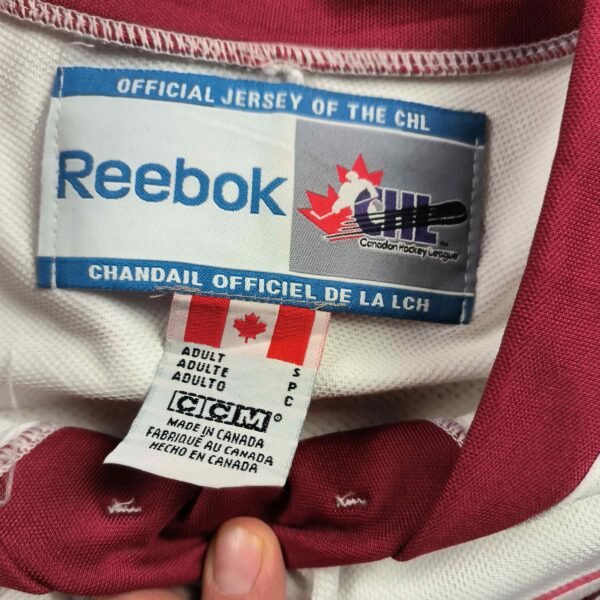 OFFICIAL JERSEY OF THE CHL
Reebok
CHL
Canadian Hockey League
CHANDAIL OFFICIEL DE LA LCH
ADULT S
ADULTE P
ADULTO C
CCM
MADE IN CANADA
FABRIQUÉ AU CANADA
HECHO EN CANADA